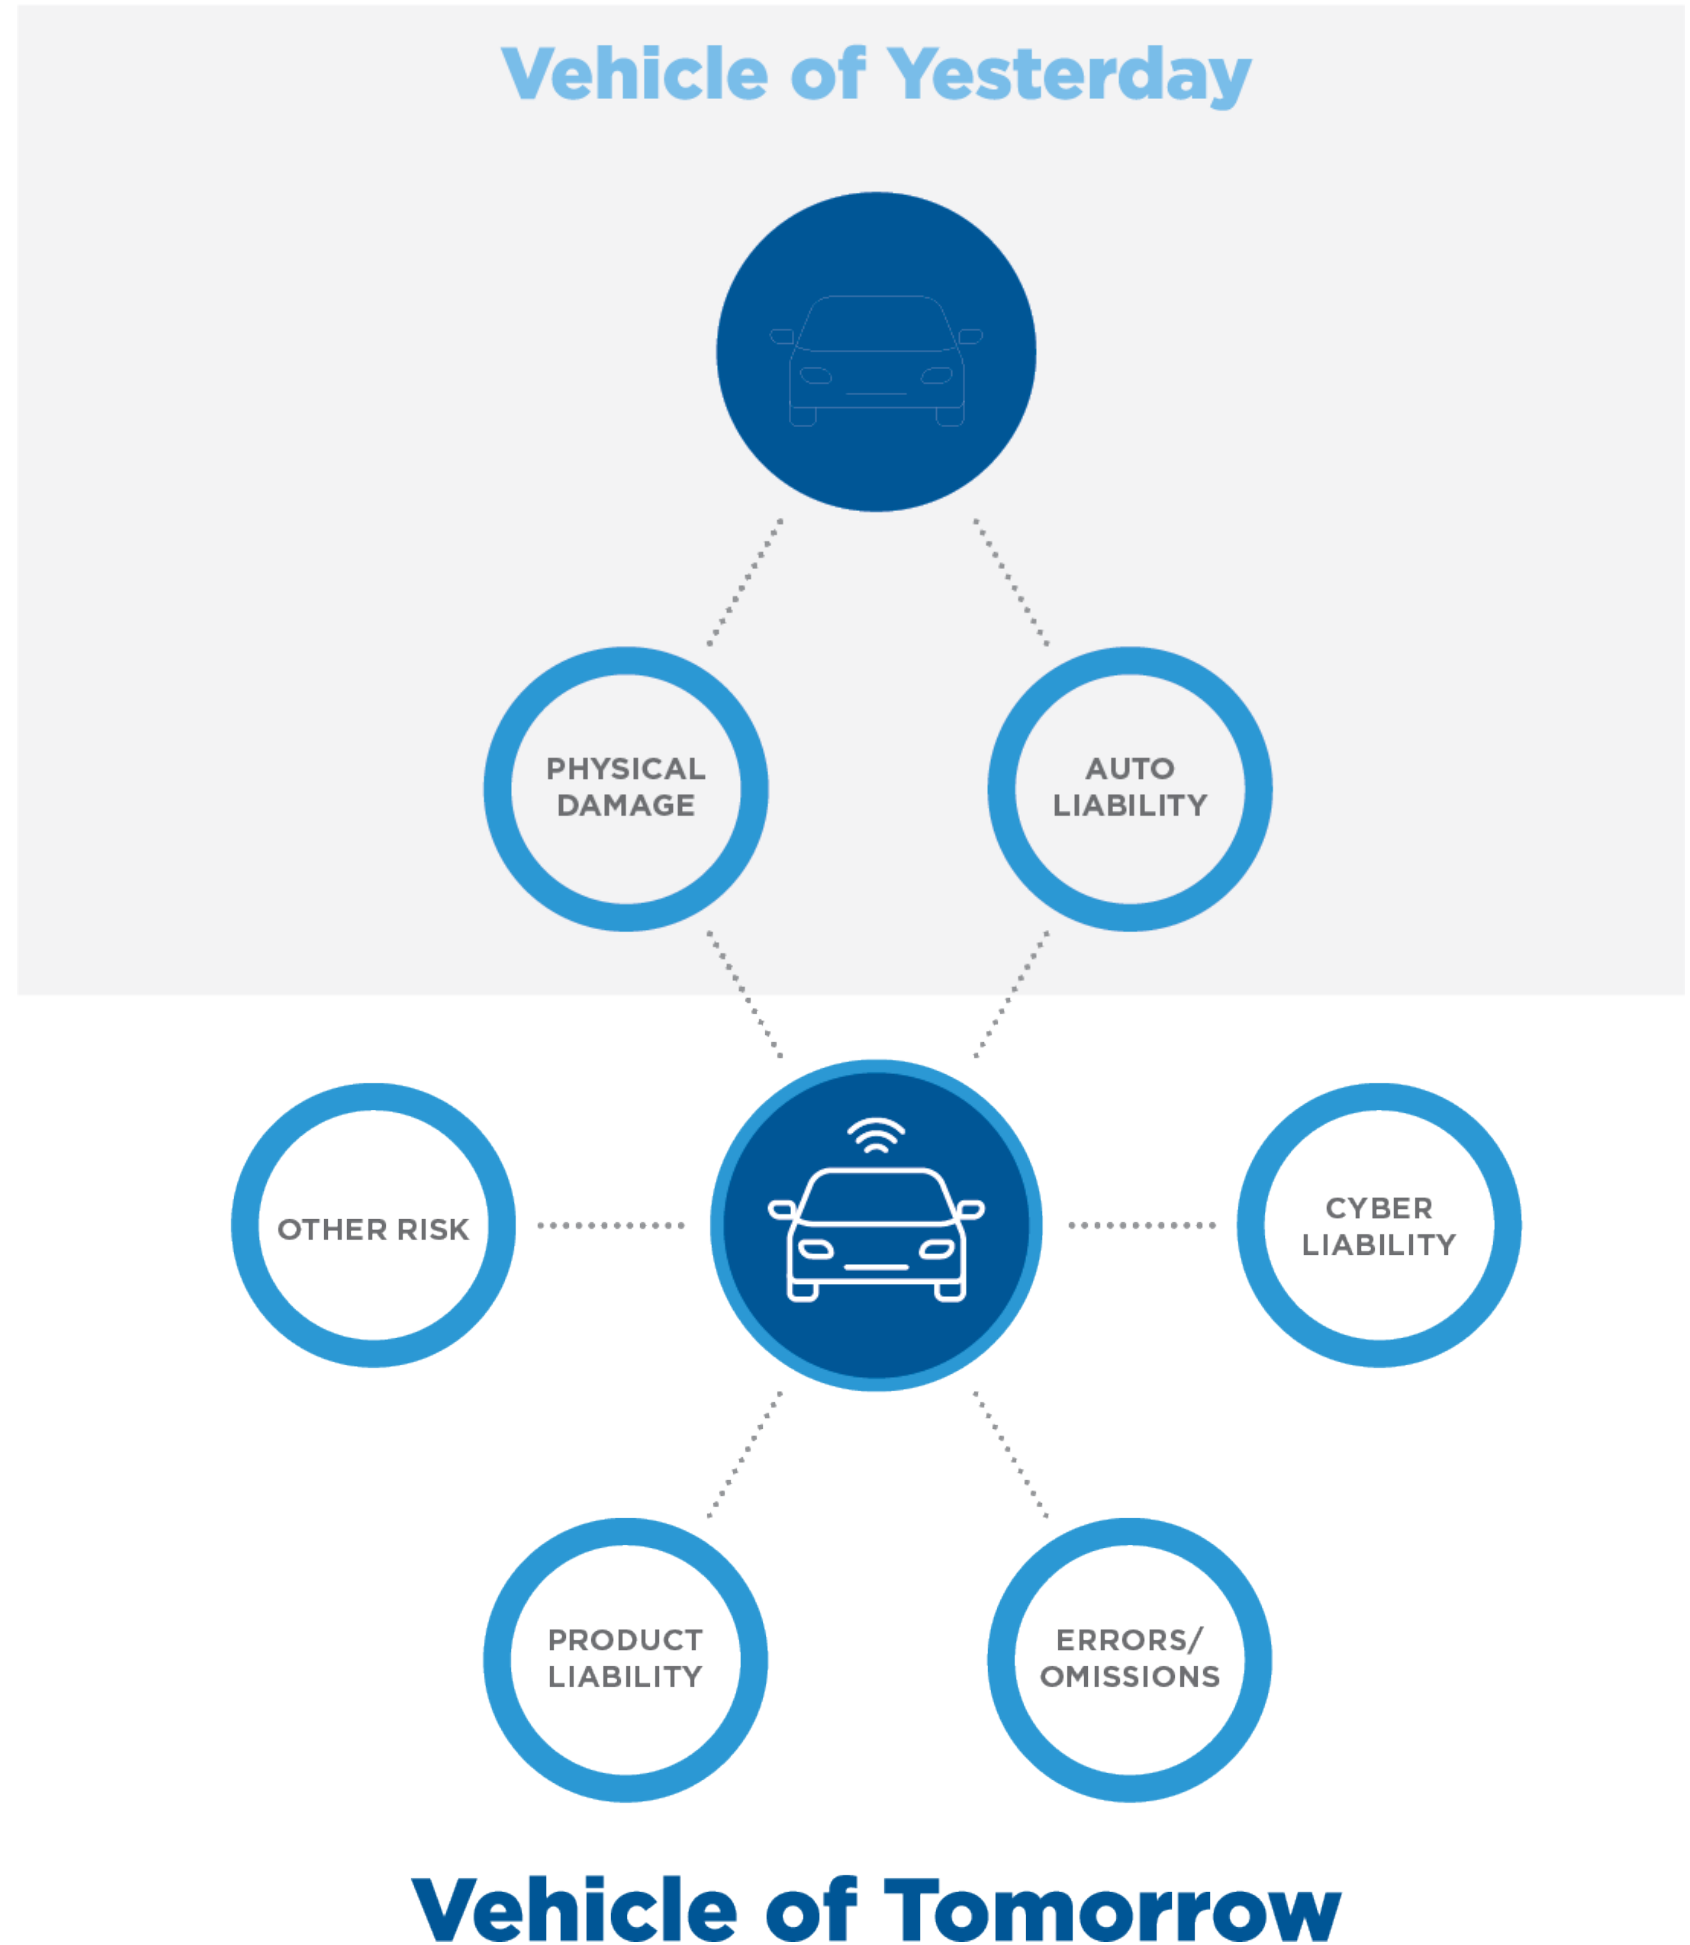 Vehicle of Yesterday
PHYSICAL
DAMAGE
AUTO
LIABILITY
OTHER RISK
CYBER
LIABILITY
PRODUCT
LIABILITY
ERRORS/
OMISSIONS
Vehicle of Tomorrow